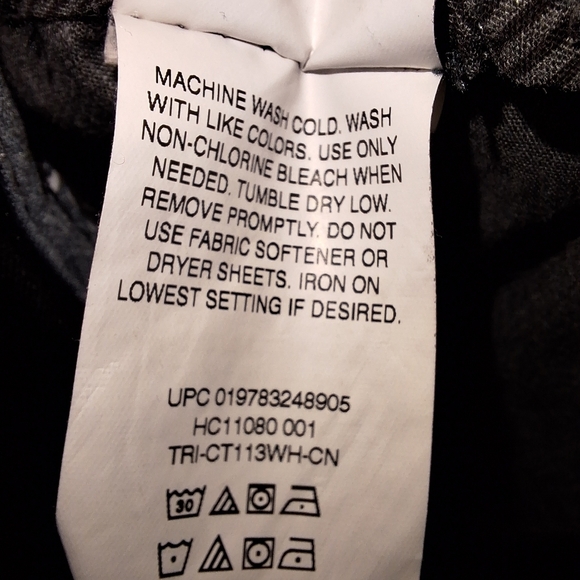 MACHINE WASH COLD. WASH
WITH LIKE COLORS. USE ONLY
NON-CHLORINE BLEACH WHEN
NEEDED. TUMBLE DRY LOW.
REMOVE PROMPTLY. DO NOT
USE FABRIC SOFTENER OR
DRYER SHEETS. IRON ON
LOWEST SETTING IF DESIRED.
UPC 019783248905
HC11080 001
TRI-CT113WH-CN
30